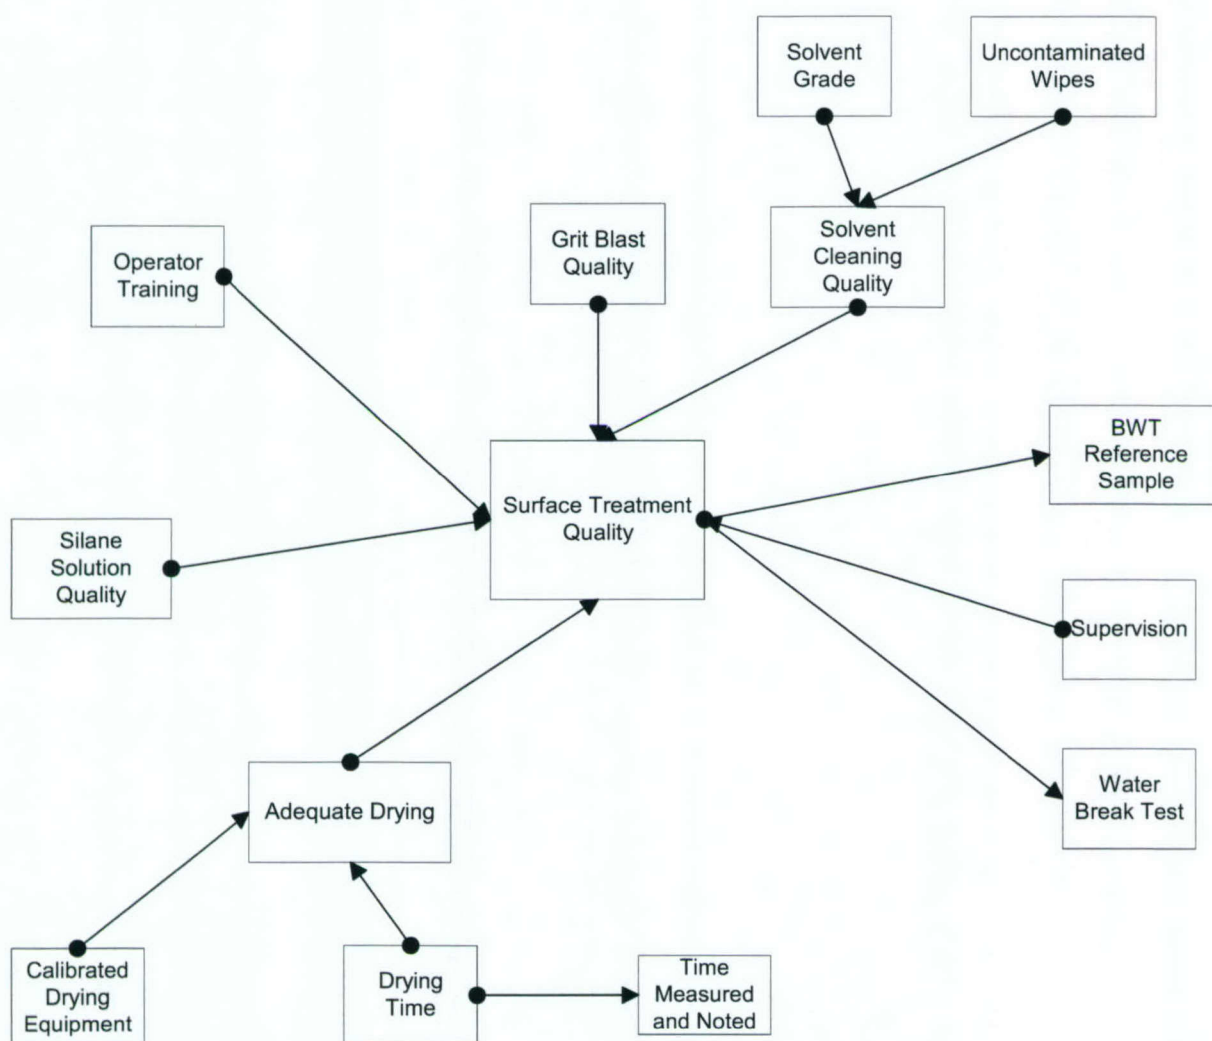 Solvent
Grade
Uncontaminated
Wipes
Operator
Training
Grit Blast
Quality
Solvent
Cleaning
Quality
BWT
Reference
Sample
Surface Treatment
Quality
Silane
Solution
Quality
Supervision
Water
Break Test
Adequate Drying
Calibrated
Drying
Equipment
Drying
Time
Time
Measured
and Noted